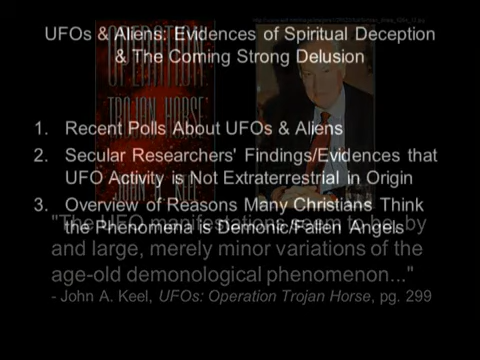 UFOs & Aliens: Evidences of Spiritual Deception
& The Coming Strong Delusion
OPERATION
TROJAN HORSE
1. Recent Polls About UFOs & Aliens
2. Secular Researchers' Findings/Evidences that
UFO Activity is Not Extraterrestrial in Origin
3. Overview of Reasons Many Christians Think
the Phenomena is Demonic/Fallen Angels
"The UFO manifestations seem to be, by
and large, merely minor variations of the
age-old demonological phenomenon..."
- John A. Keel, UFOs: Operation Trojan Horse, pg. 299